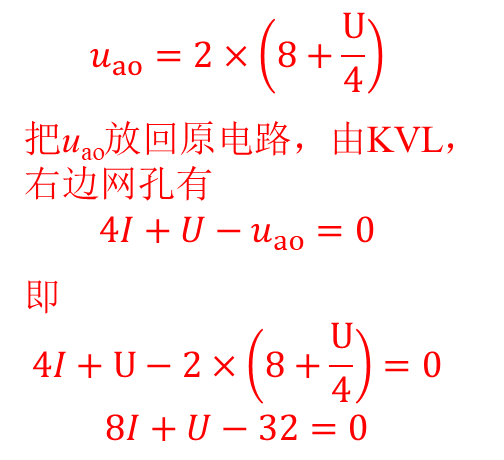 u_ao = 2 × (8 + U/4)
把u_ao放回原电路，由KVL，
右边网孔有
4I + U − u_ao = 0
即
4I + U − 2 × (8 + U/4) = 0
8I + U − 32 = 0